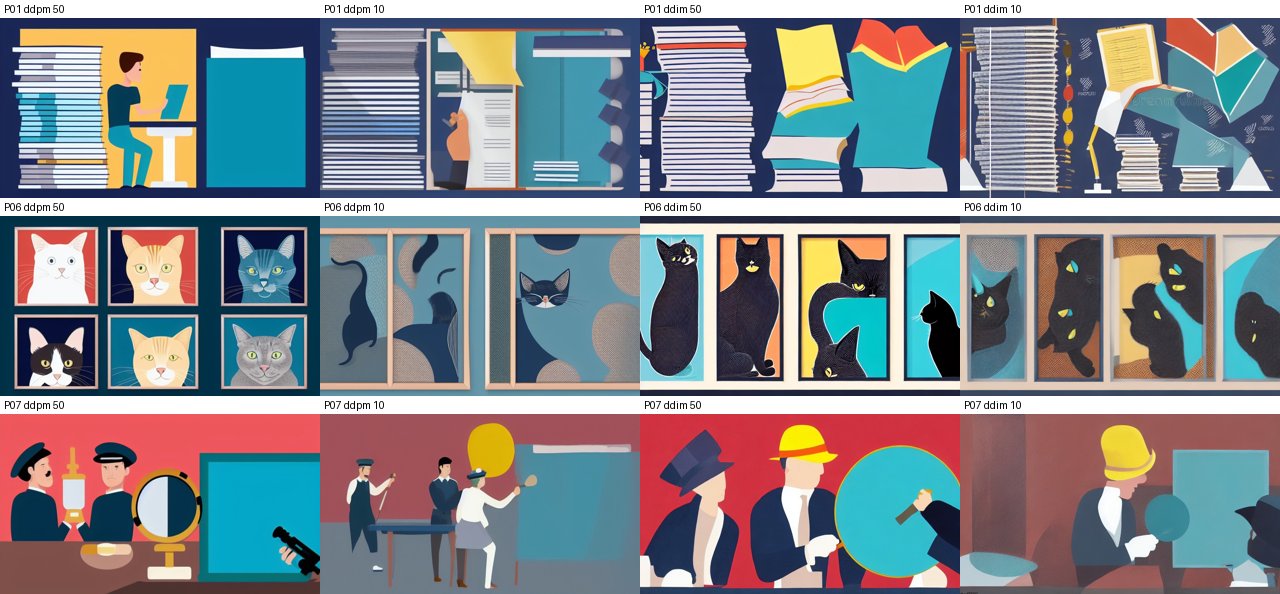 P01 ddpm 50
P01 ddpm 10
P01 ddim 50
P01 ddim 10
P06 ddpm 50
P06 ddpm 10
P06 ddim 50
P06 ddim 10
P07 ddpm 50
P07 ddpm 10
P07 ddim 50
P07 ddim 10